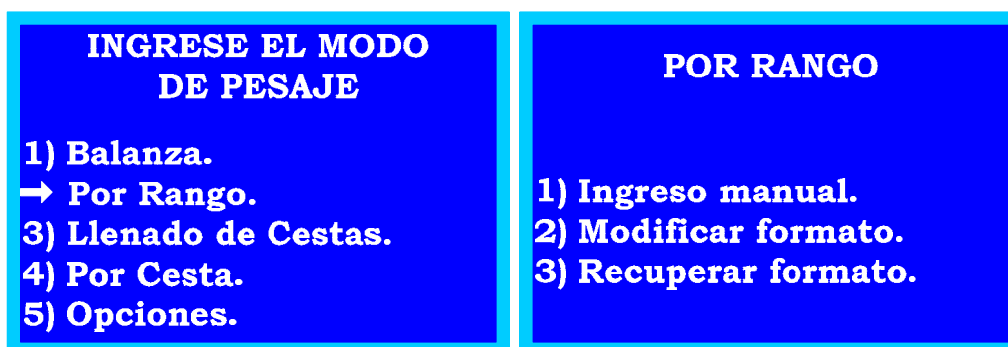 INGRESE EL MODO
DE PESAJE
1) Balanza.
→ Por Rango.
3) Llenado de Cestas.
4) Por Cesta.
5) Opciones.
POR RANGO
1) Ingreso manual.
2) Modificar formato.
3) Recuperar formato.